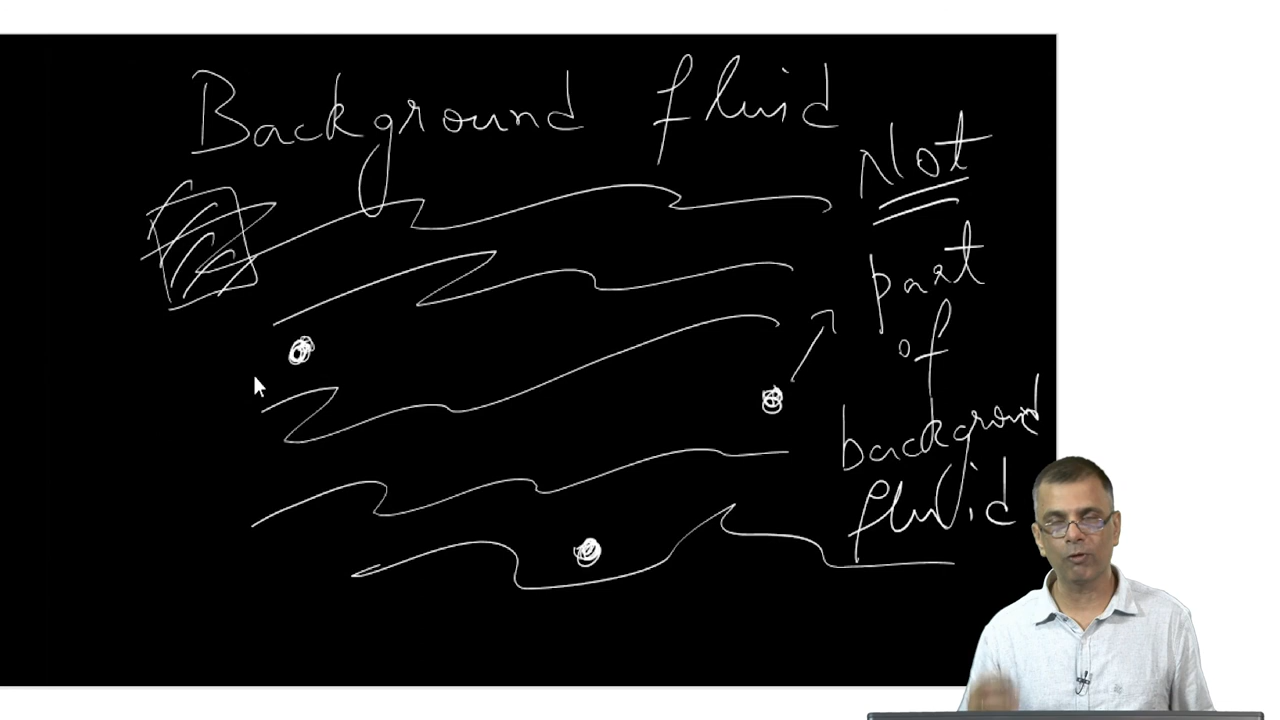 Background fluid
Not
part
of
background
fluid